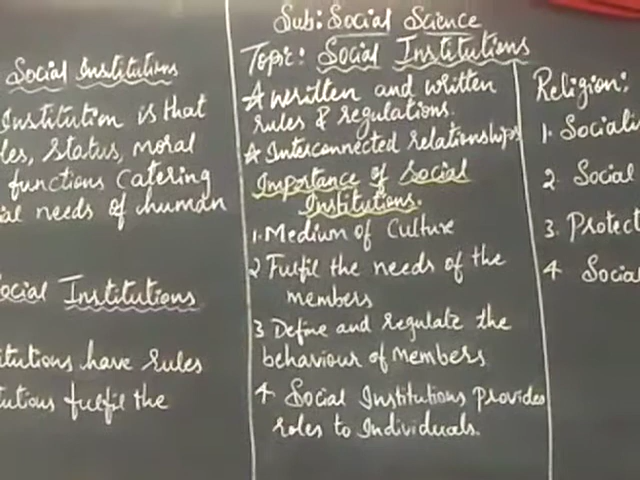 Social Institutions
Institution is that
les, status, moral
functions catering
ial needs of human
ocial Institutions
itutions have rules
tutions fulfil the
Sub: Social Science
Topic: Social Institutions
* written and written
rules & regulations.
* Interconnected relationships
Importance of Social
Institutions.
1. Medium of Culture
2 Fulfil the needs of the
members
3 Define and regulate the
behaviour of members
4. Social Institutions provides
roles to Individuals.
Religion:
1. Sociali
2. Social
3. Protect
4 Social